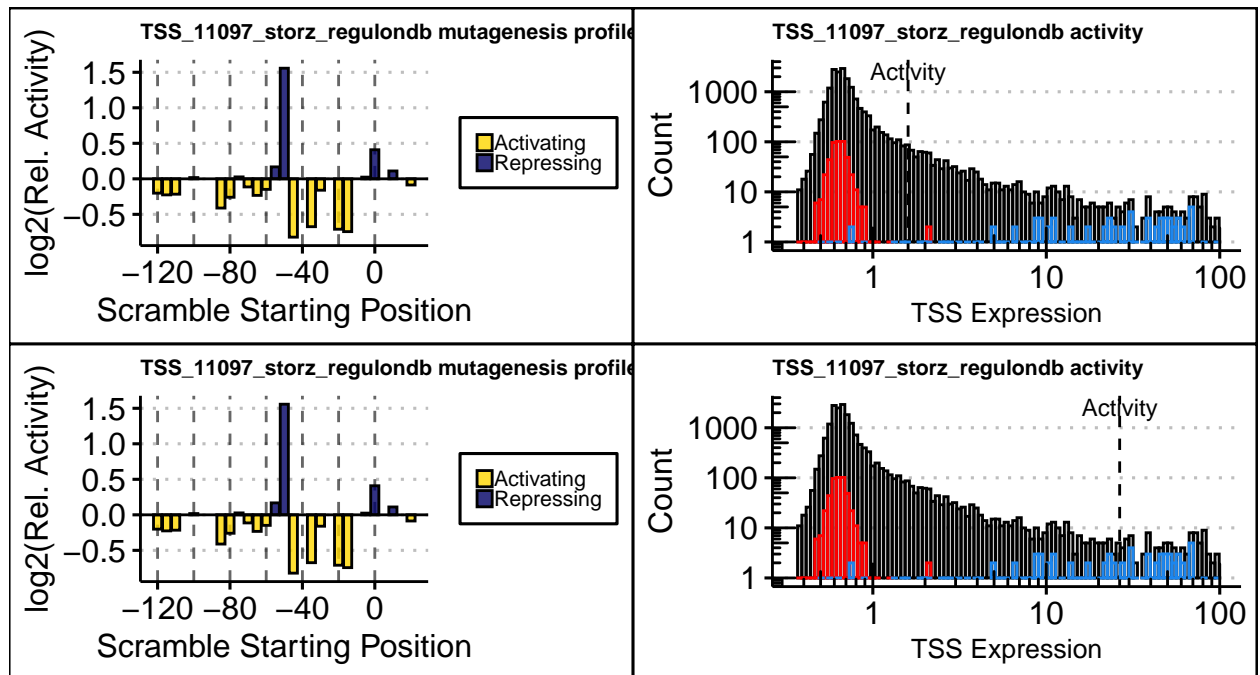 TSS_11097_storz_regulondb mutagenesis profile
log2(Rel. Activity)
1.5
1.0
0.5
0.0
−0.5
−120 −80 −40 0
Scramble Starting Position
Activating
Repressing
TSS_11097_storz_regulondb activity
Activity
Count
1000
100
10
1
1 10 100
TSS Expression
TSS_11097_storz_regulondb mutagenesis profile
log2(Rel. Activity)
1.5
1.0
0.5
0.0
−0.5
−120 −80 −40 0
Scramble Starting Position
Activating
Repressing
TSS_11097_storz_regulondb activity
Activity
Count
1000
100
10
1
1 10 100
TSS Expression